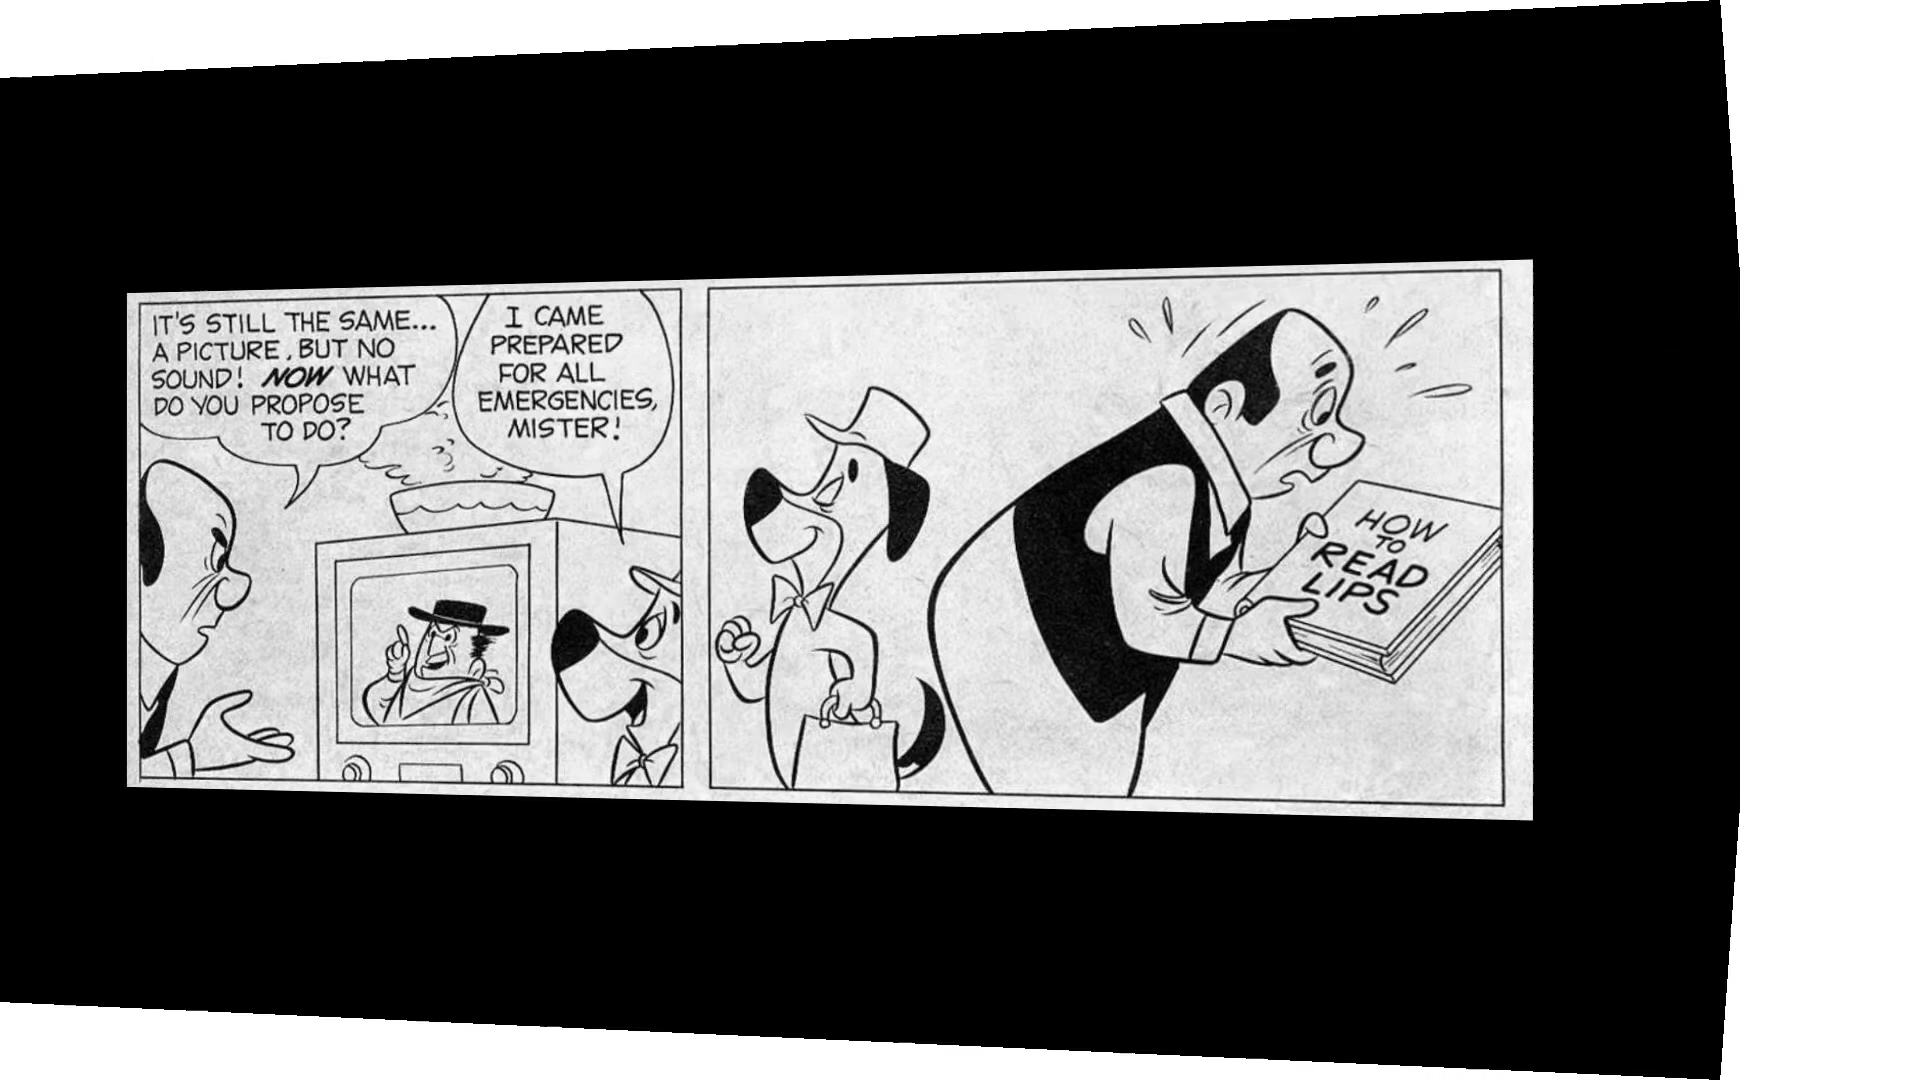 IT'S STILL THE SAME...
A PICTURE, BUT NO
SOUND! NOW WHAT
DO YOU PROPOSE
TO DO?
I CAME
PREPARED
FOR ALL
EMERGENCIES,
MISTER!
HOW
TO
READ
LIPS